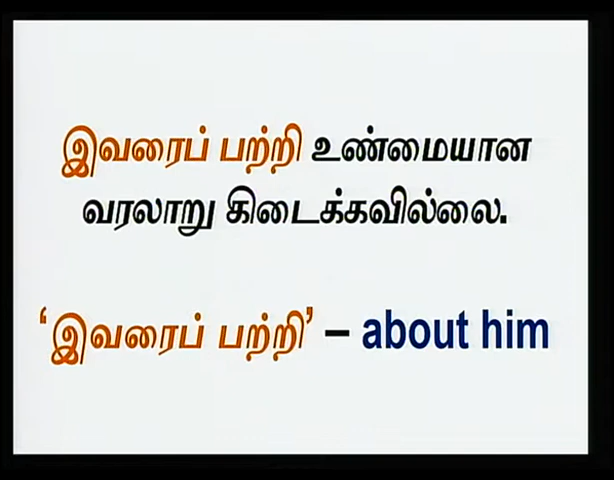 இவரைப் பற்றி உண்மையான
வரலாறு கிடைக்கவில்லை.
‘இவரைப் பற்றி’ – about him